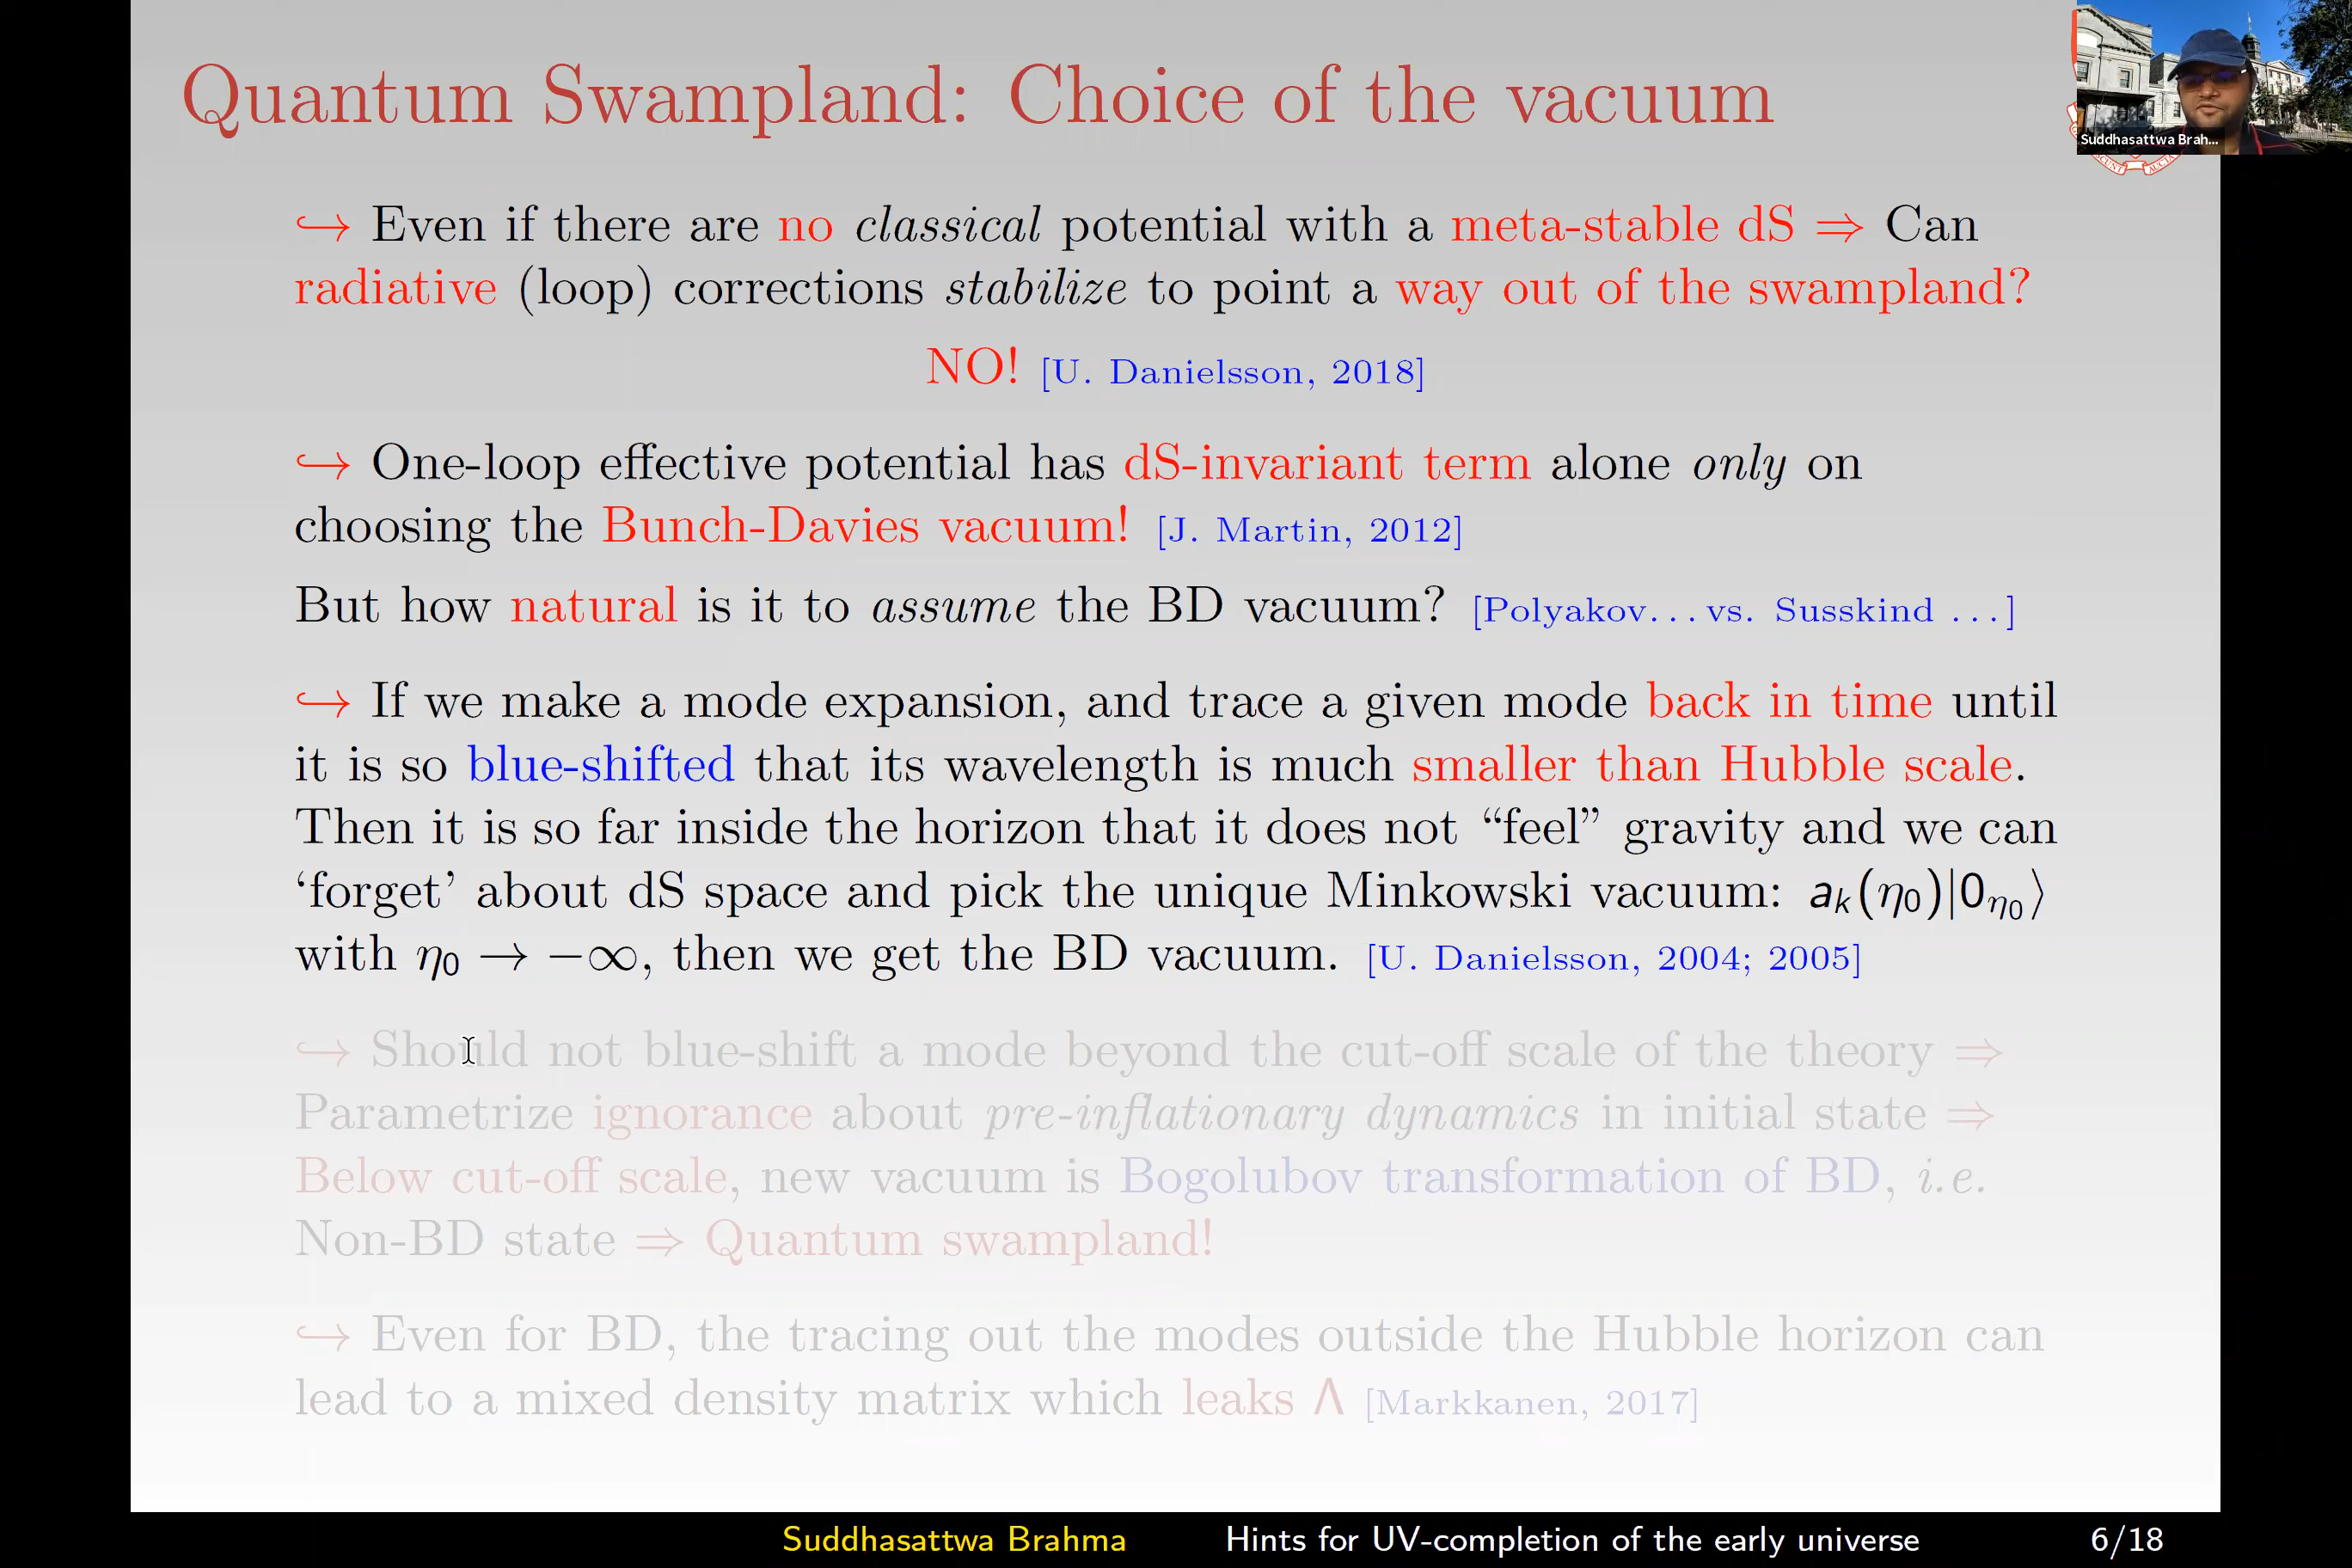 Quantum Swampland: Choice of the vacuum
Suddhasattwa Brah...
↪ Even if there are no classical potential with a meta-stable dS ⇒ Can
radiative (loop) corrections stabilize to point a way out of the swampland?
NO! [U. Danielsson, 2018]
↪ One-loop effective potential has dS-invariant term alone only on
choosing the Bunch-Davies vacuum! [J. Martin, 2012]
But how natural is it to assume the BD vacuum? [Polyakov. . . vs. Susskind . . . ]
↪ If we make a mode expansion, and trace a given mode back in time until
it is so blue-shifted that its wavelength is much smaller than Hubble scale.
Then it is so far inside the horizon that it does not “feel” gravity and we can
‘forget’ about dS space and pick the unique Minkowski vacuum: aₖ(η₀)|0_η₀⟩
with η₀ → −∞, then we get the BD vacuum. [U. Danielsson, 2004; 2005]
↪ Should not blue-shift a mode beyond the cut-off scale of the theory ⇒
Parametrize ignorance about pre-inflationary dynamics in initial state ⇒
Below cut-off scale, new vacuum is Bogolubov transformation of BD, i.e.
Non-BD state ⇒ Quantum swampland!
↪ Even for BD, the tracing out the modes outside the Hubble horizon can
lead to a mixed density matrix which leaks Λ [Markkanen, 2017]
Suddhasattwa Brahma Hints for UV-completion of the early universe 6/18